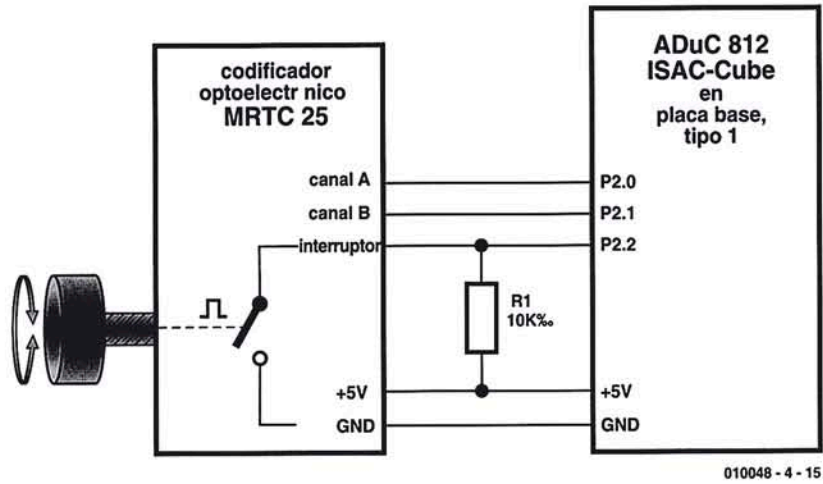 codificador
optoelectr nico
MRTC 25
canal A
canal B
interruptor
+5V
GND
R1
10K‰
ADuC 812
ISAC-Cube
en
placa base,
tipo 1
P2.0
P2.1
P2.2
+5V
GND
010048 - 4 - 15